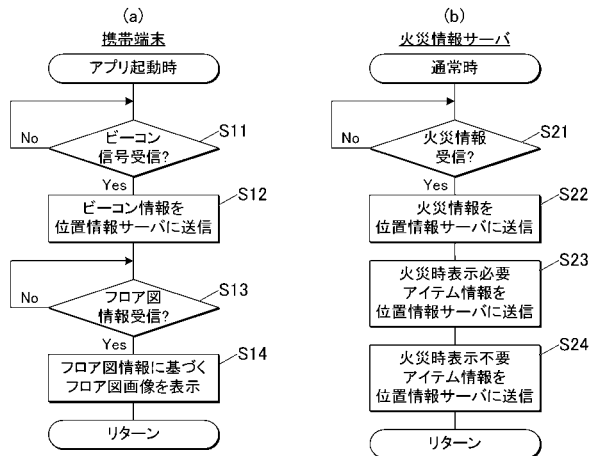 (a)
携帯端末
アプリ起動時
No
ビーコン
信号受信?
S11
Yes
S12
ビーコン情報を
位置情報サーバに送信
No
フロア図
情報受信?
S13
Yes
S14
フロア図情報に基づく
フロア図画像を表示
リターン
(b)
火災情報サーバ
通常時
No
火災情報
受信?
S21
Yes
S22
火災情報を
位置情報サーバに送信
S23
火災時表示必要
アイテム情報を
位置情報サーバに送信
S24
火災時表示不要
アイテム情報を
位置情報サーバに送信
リターン